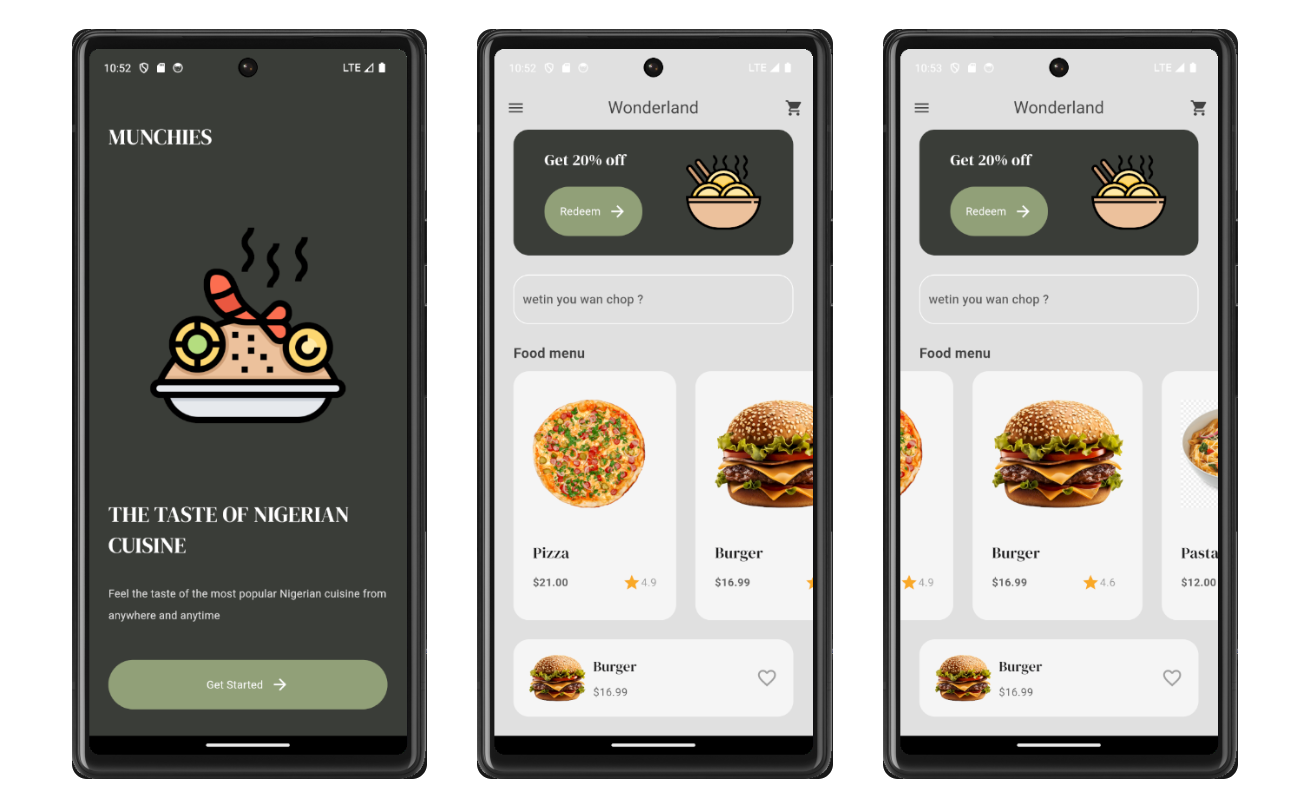 10:52
LTE
MUNCHIES
THE TASTE OF NIGERIAN
CUISINE
Feel the taste of the most popular Nigerian cuisine from
anywhere and anytime
Get Started
10:52
LTE
Wonderland
Get 20% off
Redeem
wetin you wan chop ?
Food menu
Pizza
$21.00
4.9
Burger
$16.99
Burger
$16.99
10:53
LTE
Wonderland
Get 20% off
Redeem
wetin you wan chop ?
Food menu
4.9
Burger
$16.99
4.6
Pasta
$12.00
Burger
$16.99